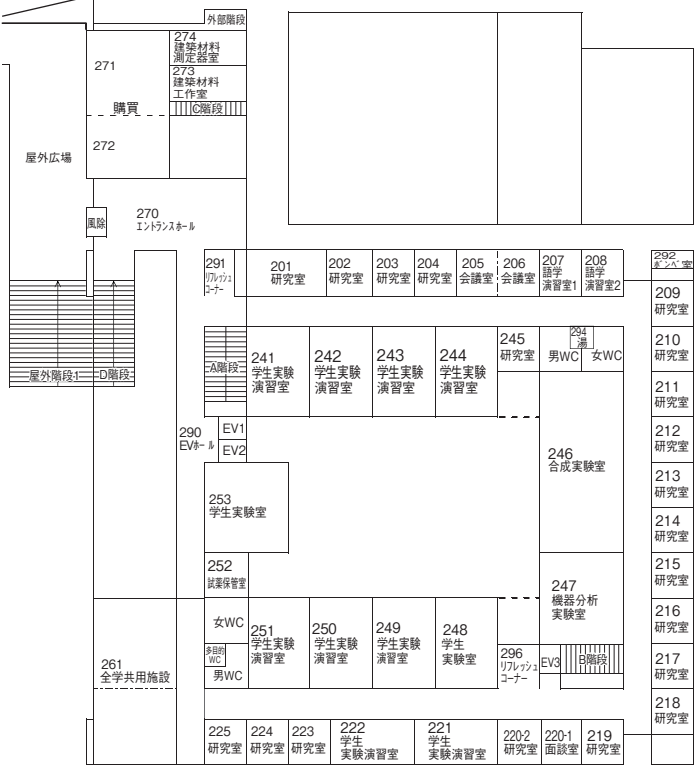 外部階段
274
建築材料
測定器室
271
273
建築材料
工作室
C階段
購買
272
屋外広場
風除
270
エントランスホール
291
リフレッシュ
コーナー
201
研究室
202
研究室
203
研究室
204
研究室
205
会議室
206
会議室
207
語学
演習室1
208
語学
演習室2
292
ボンベ室
209
研究室
屋外階段1
D階段
A階段
241
学生実験
演習室
242
学生実験
演習室
243
学生実験
演習室
244
学生実験
演習室
245
研究室
294
湯
男WC
女WC
210
研究室
211
研究室
290
EVホール
EV1
EV2
246
合成実験室
212
研究室
253
学生実験室
213
研究室
214
研究室
252
試薬保管室
247
機器分析
実験室
215
研究室
女WC
多目的
WC
男WC
251
学生実験
演習室
250
学生実験
演習室
249
学生実験
演習室
248
学生
実験室
296
リフレッシュ
コーナー
EV3
B階段
216
研究室
261
全学共用施設
217
研究室
218
研究室
225
研究室
224
研究室
223
研究室
222
学生
実験演習室
221
学生
実験演習室
220-2
研究室
220-1
面談室
219
研究室